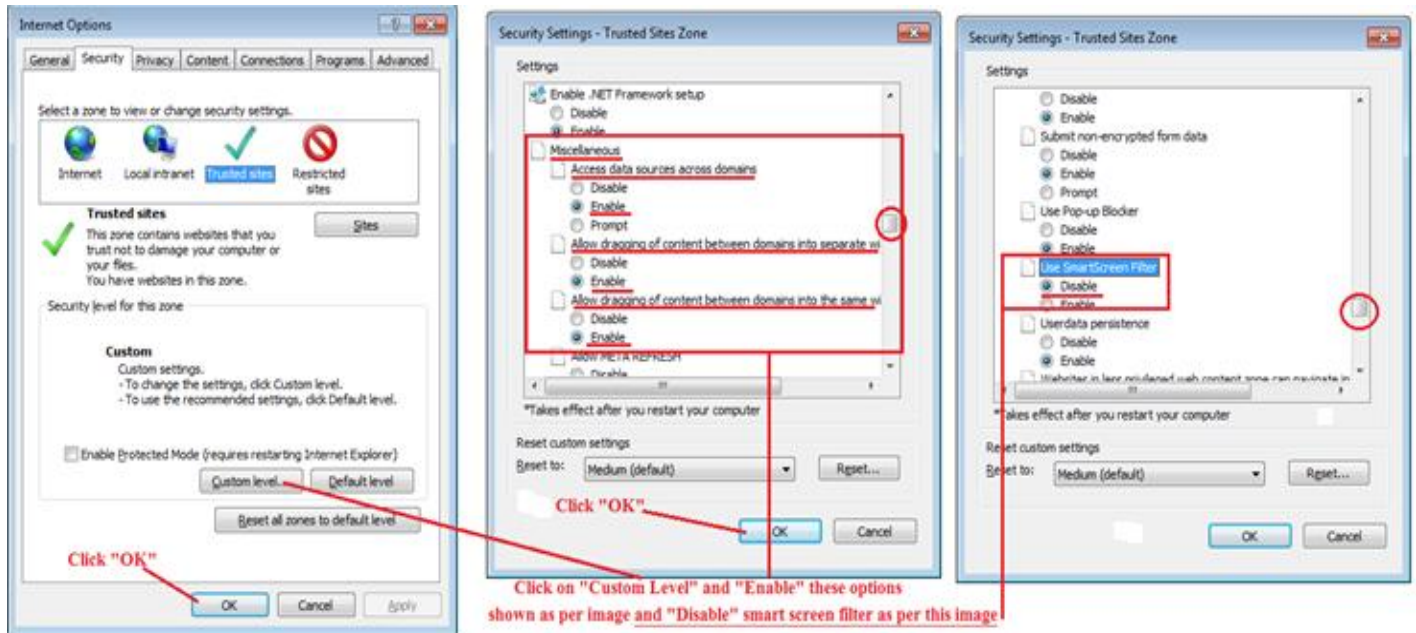 Internet Options
General Security Privacy Content Connections Programs Advanced
Select a zone to view or change security settings.
Internet Local intranet Trusted sites Restricted sites
Trusted sites
Sites
This zone contains websites that you
trust not to damage your computer or
your files.
You have websites in this zone.
Security level for this zone
Custom
Custom settings.
- To change the settings, click Custom level.
- To use the recommended settings, click Default level.
Enable Protected Mode (requires restarting Internet Explorer)
Custom level... Default level
Reset all zones to default level
Click "OK"
OK Cancel Apply
Security Settings - Trusted Sites Zone
Settings
Enable .NET Framework setup
Disable
Enable
Miscellaneous
Access data sources across domains
Disable
Enable
Prompt
Allow dragging of content between domains into separate wi
Disable
Enable
Allow dragging of content between domains into the same wi
Disable
Enable
Allow META REFRESH
Disable
*Takes effect after you restart your computer
Reset custom settings
Reset to: Medium (default) Reset...
Click "OK"
OK Cancel
Security Settings - Trusted Sites Zone
Settings
Disable
Enable
Submit non-encrypted form data
Disable
Enable
Prompt
Use Pop-up Blocker
Disable
Enable
Use SmartScreen Filter
Disable
Enable
Userdata persistence
Disable
Enable
Websites in less privileged web content zone can navigate in
*Takes effect after you restart your computer
Reset custom settings
Reset to: Medium (default) Reset...
OK Cancel
Click on "Custom Level" and "Enable" these options
shown as per image and "Disable" smart screen filter as per this image